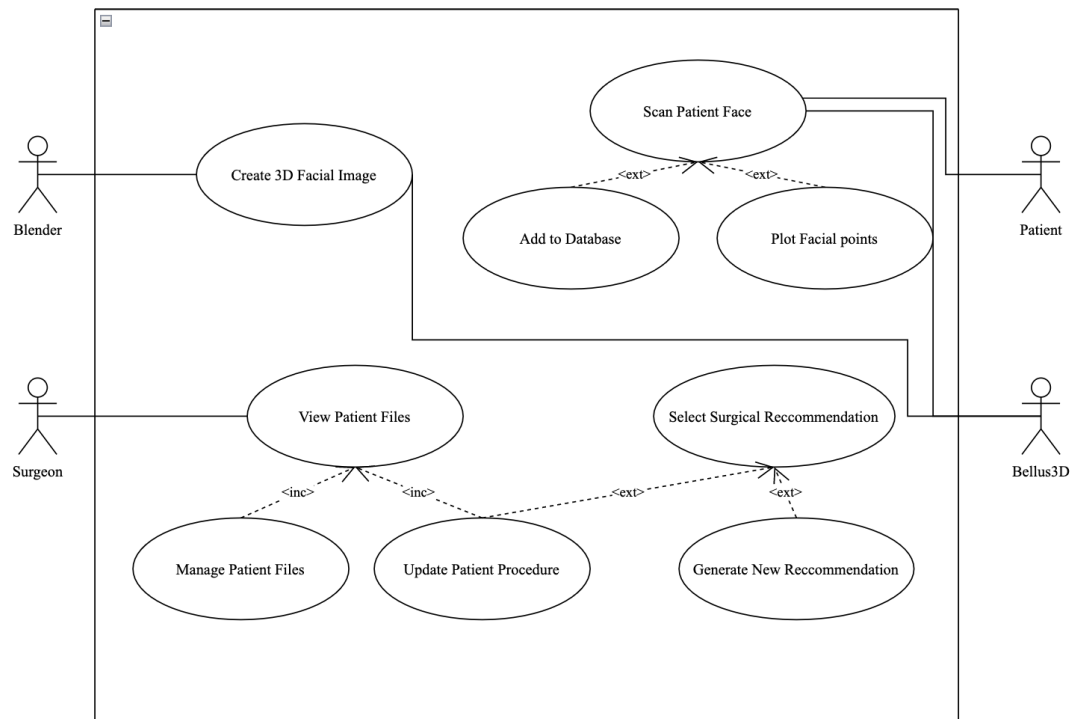 Scan Patient Face
Create 3D Facial Image
<ext>
<ext>
Blender
Add to Database
Plot Facial points
Patient
View Patient Files
Select Surgical Reccommendation
Surgeon
Bellus3D
<inc>
<inc>
<ext>
<ext>
Manage Patient Files
Update Patient Procedure
Generate New Reccommendation